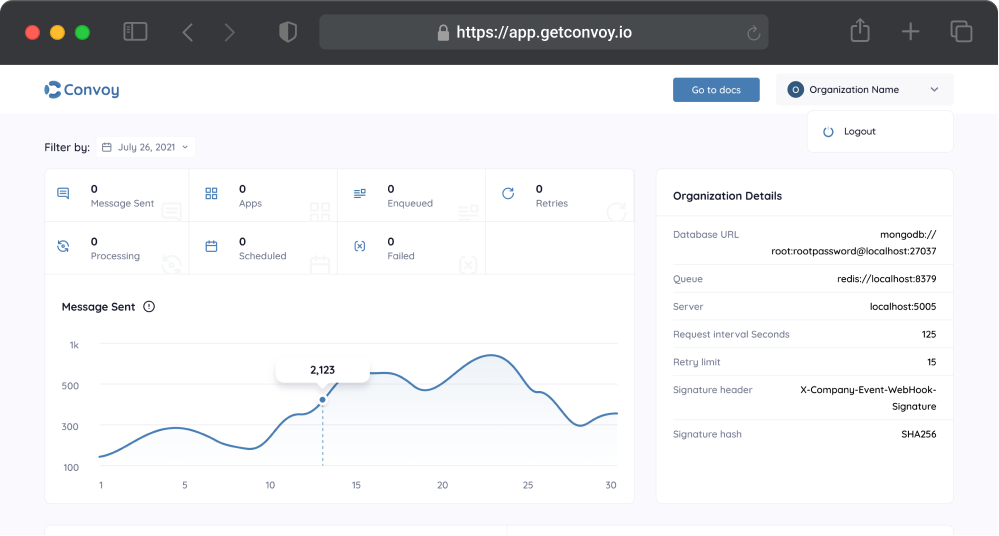 https://app.getconvoy.io
Convoy
Go to docs
O Organization Name
Logout
Filter by: July 26, 2021
0
Message Sent
0
Apps
0
Enqueued
0
Retries
0
Processing
0
Scheduled
0
Failed
Message Sent
1k
500
300
100
2,123
1 5 10 15 20 25 30
Organization Details
Database URL mongodb://
root:rootpassword@localhost:27037
Queue redis://localhost:8379
Server localhost:5005
Request interval Seconds 125
Retry limit 15
Signature header X-Company-Event-WebHook-
Signature
Signature hash SHA256